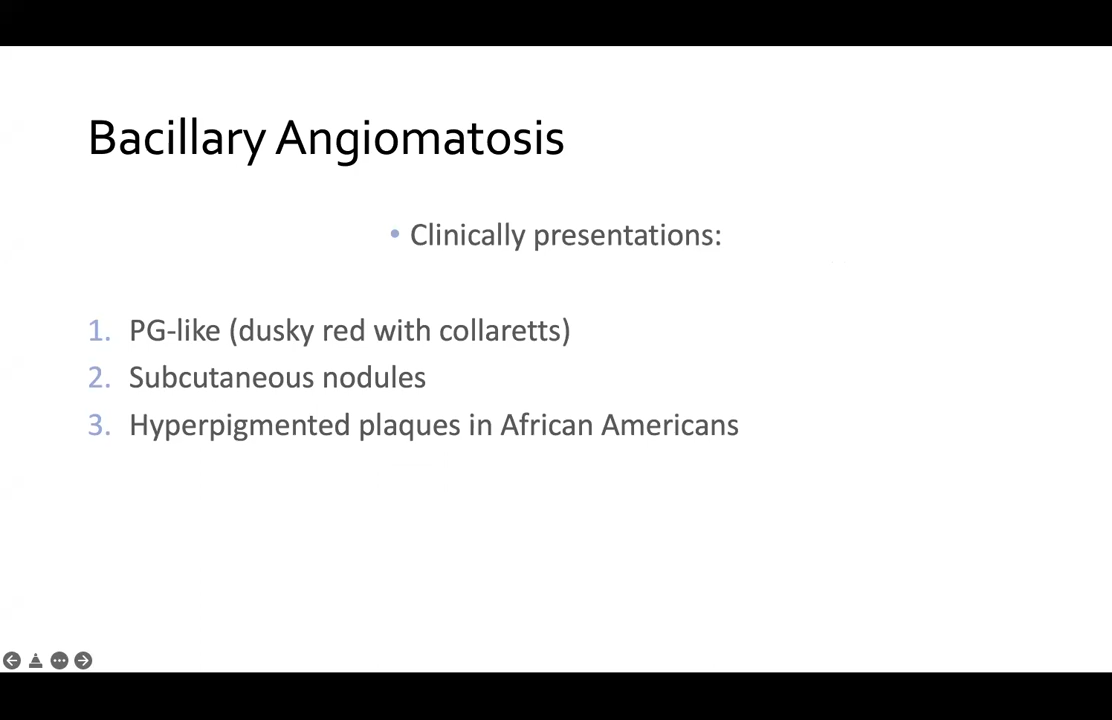 Bacillary Angiomatosis
• Clinically presentations:
1. PG-like (dusky red with collaretts)
2. Subcutaneous nodules
3. Hyperpigmented plaques in African Americans